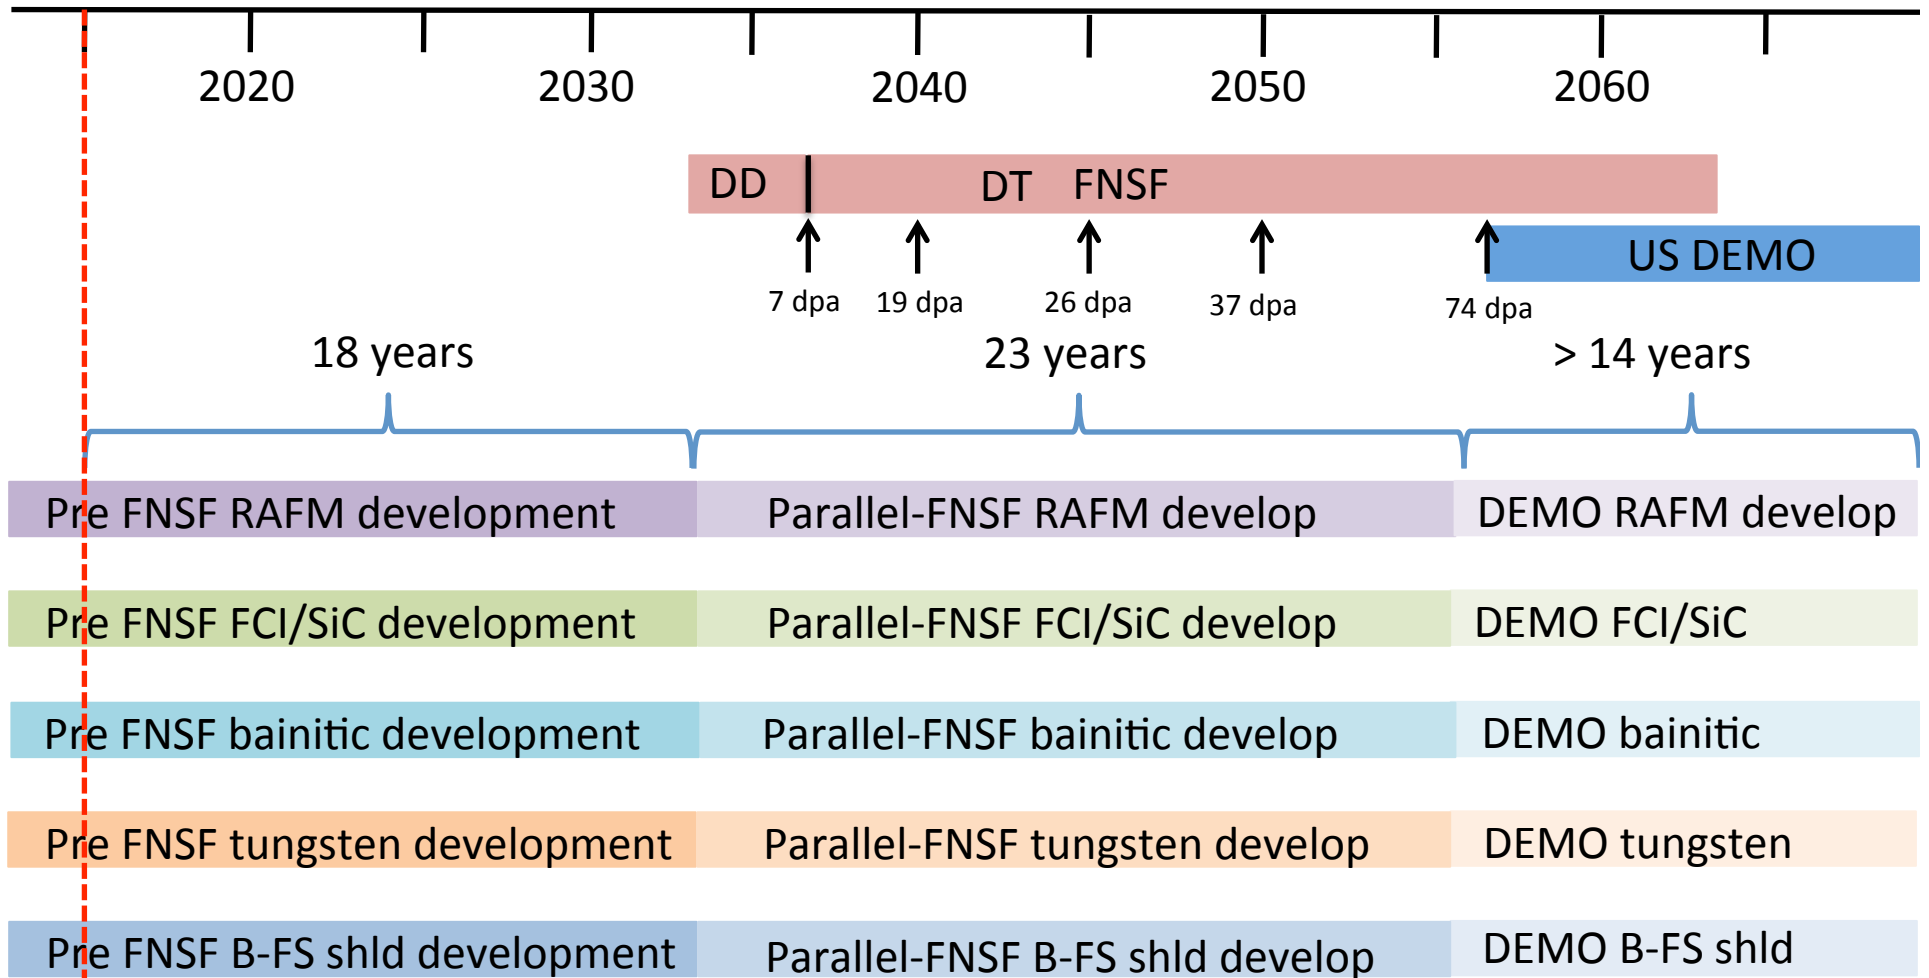 2020 2030 2040 2050 2060
DD DT FNSF
US DEMO
7 dpa 19 dpa 26 dpa 37 dpa 74 dpa
18 years 23 years > 14 years
Pre FNSF RAFM development Parallel-FNSF RAFM develop DEMO RAFM develop
Pre FNSF FCI/SiC development Parallel-FNSF FCI/SiC develop DEMO FCI/SiC
Pre FNSF bainitic development Parallel-FNSF bainitic develop DEMO bainitic
Pre FNSF tungsten development Parallel-FNSF tungsten develop DEMO tungsten
Pre FNSF B-FS shld development Parallel-FNSF B-FS shld develop DEMO B-FS shld